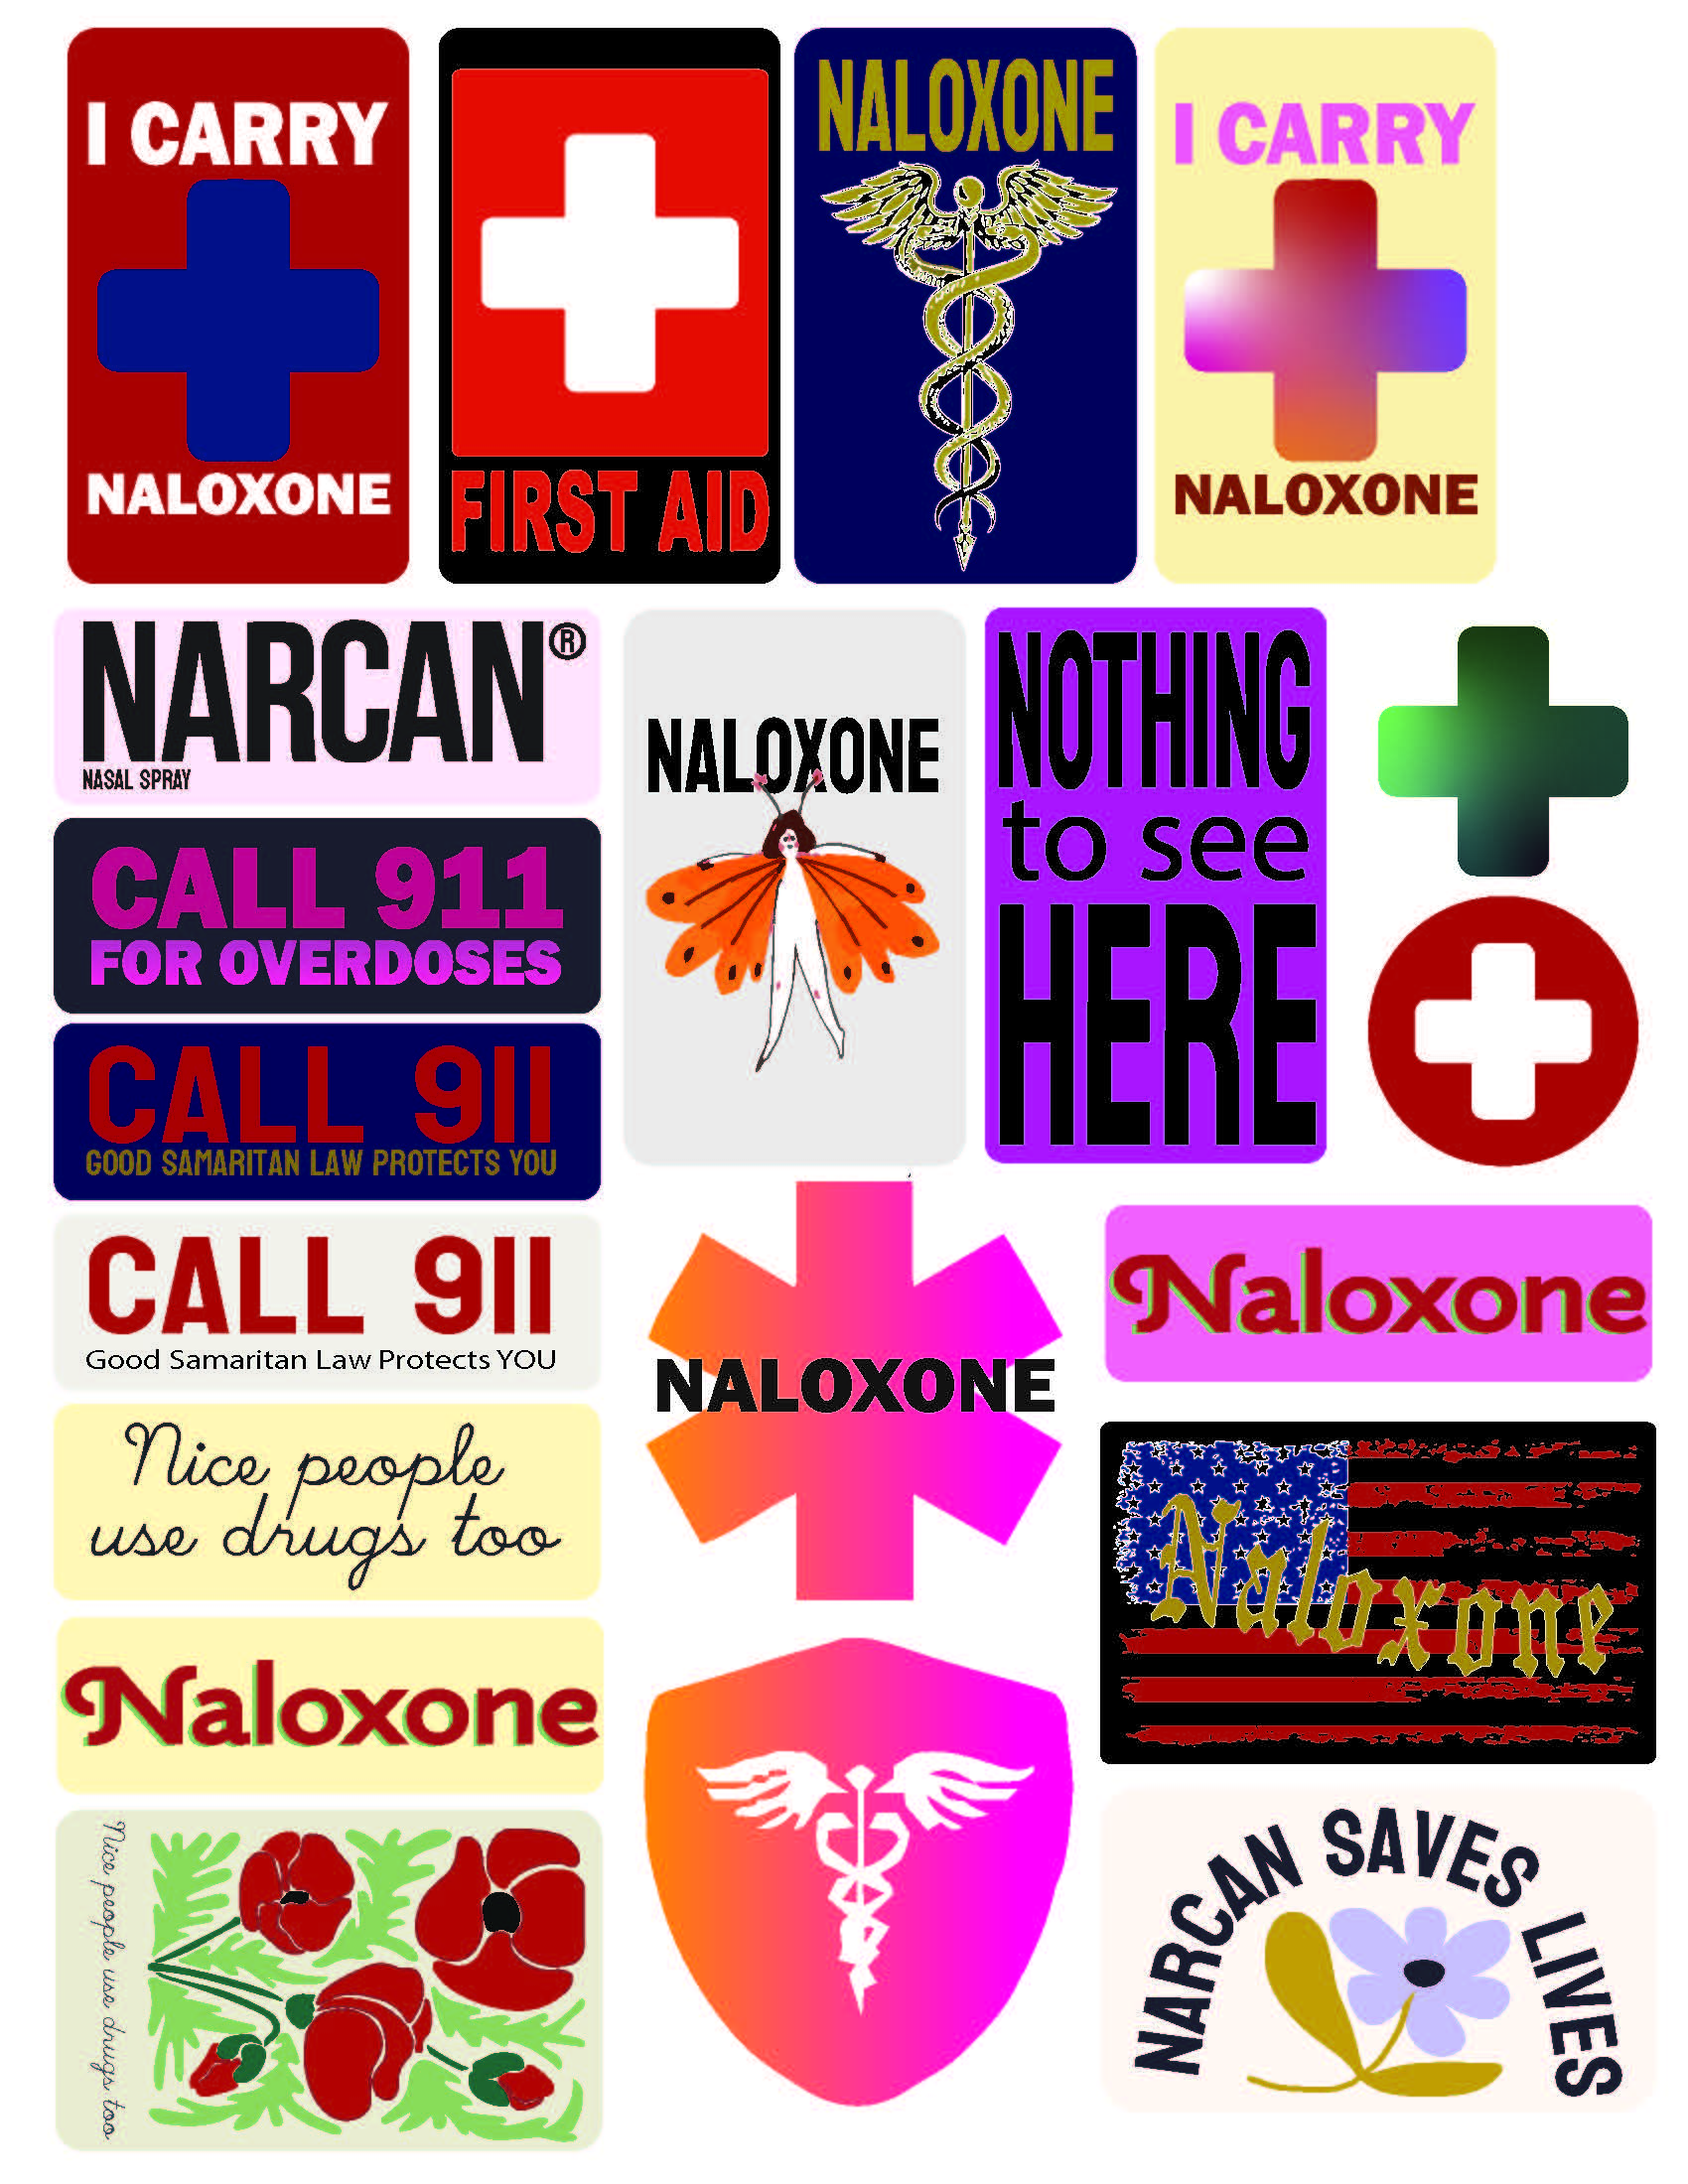 I CARRY
NALOXONE
FIRST AID
NALOXONE
I CARRY
NALOXONE
NARCAN®
NASAL SPRAY
CALL 911
FOR OVERDOSES
CALL 911
GOOD SAMARITAN LAW PROTECTS YOU
CALL 911
Good Samaritan Law Protects YOU
Nice people
use drugs too
Naloxone
Nice people use drugs too
NALOXONE
NOTHING
to see
HERE
NALOXONE
Naloxone
Naloxone
NARCAN SAVES LIVES